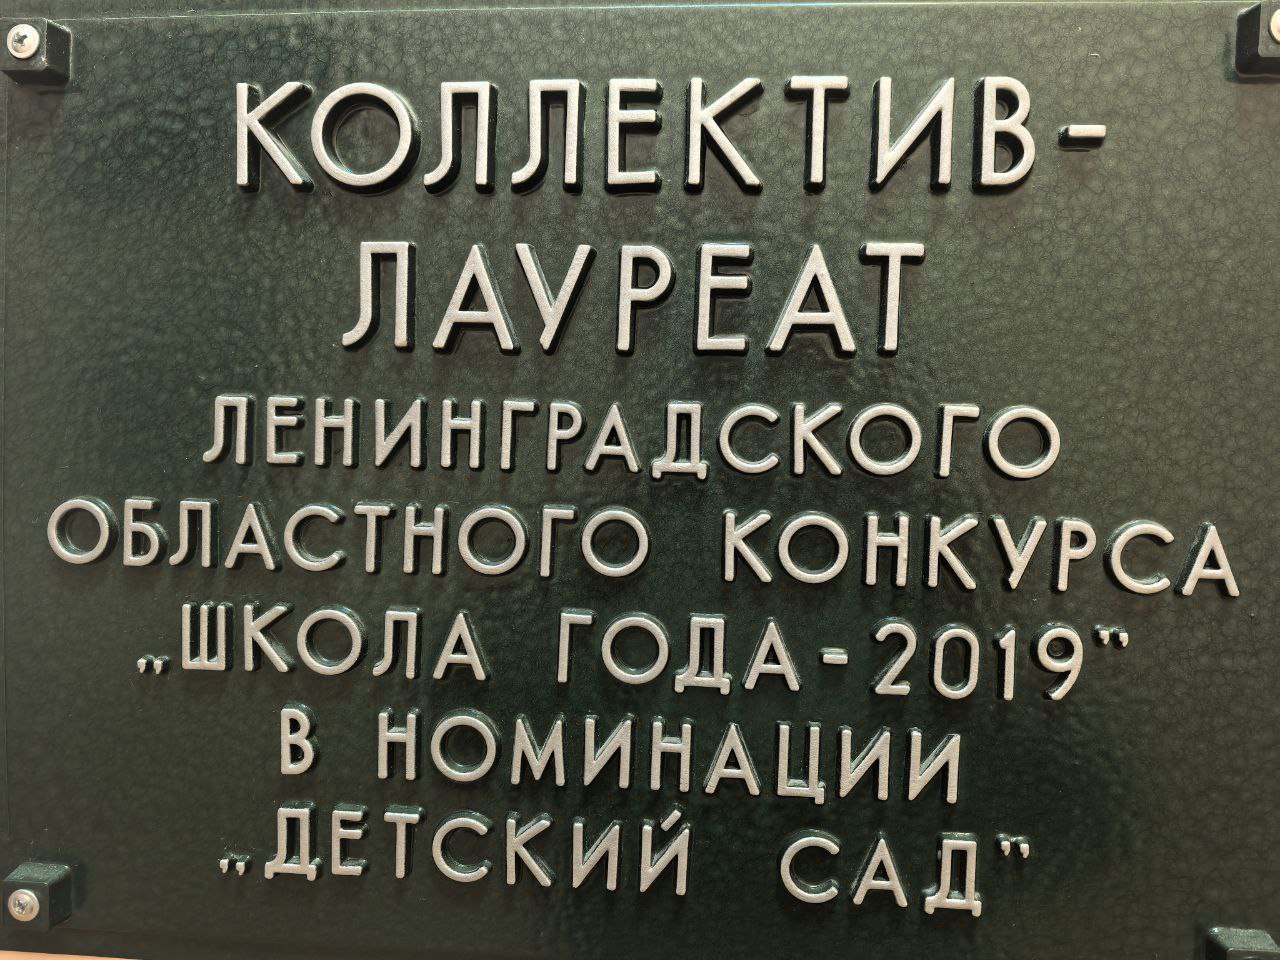 КОЛЛЕКТИВ-
ЛАУРЕАТ
ЛЕНИНГРАДСКОГО
ОБЛАСТНОГО КОНКУРСА
„ШКОЛА ГОДА-2019”
В НОМИНАЦИИ
„ДЕТСКИЙ САД”